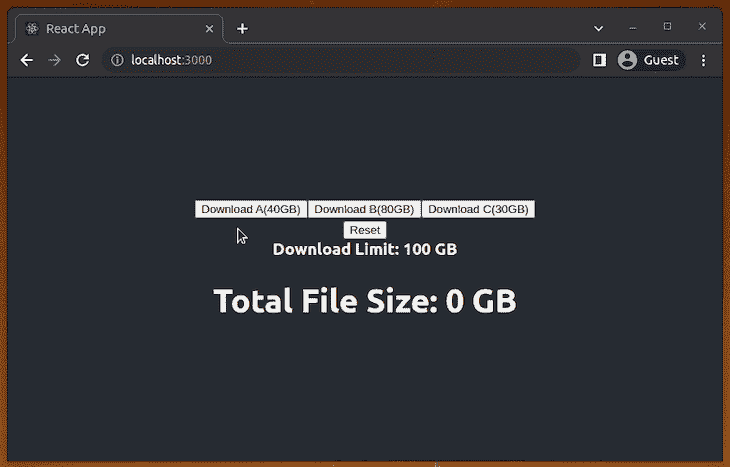 React App
localhost:3000
Guest
Download A(40GB) Download B(80GB) Download C(30GB)
Reset
Download Limit: 100 GB
Total File Size: 0 GB